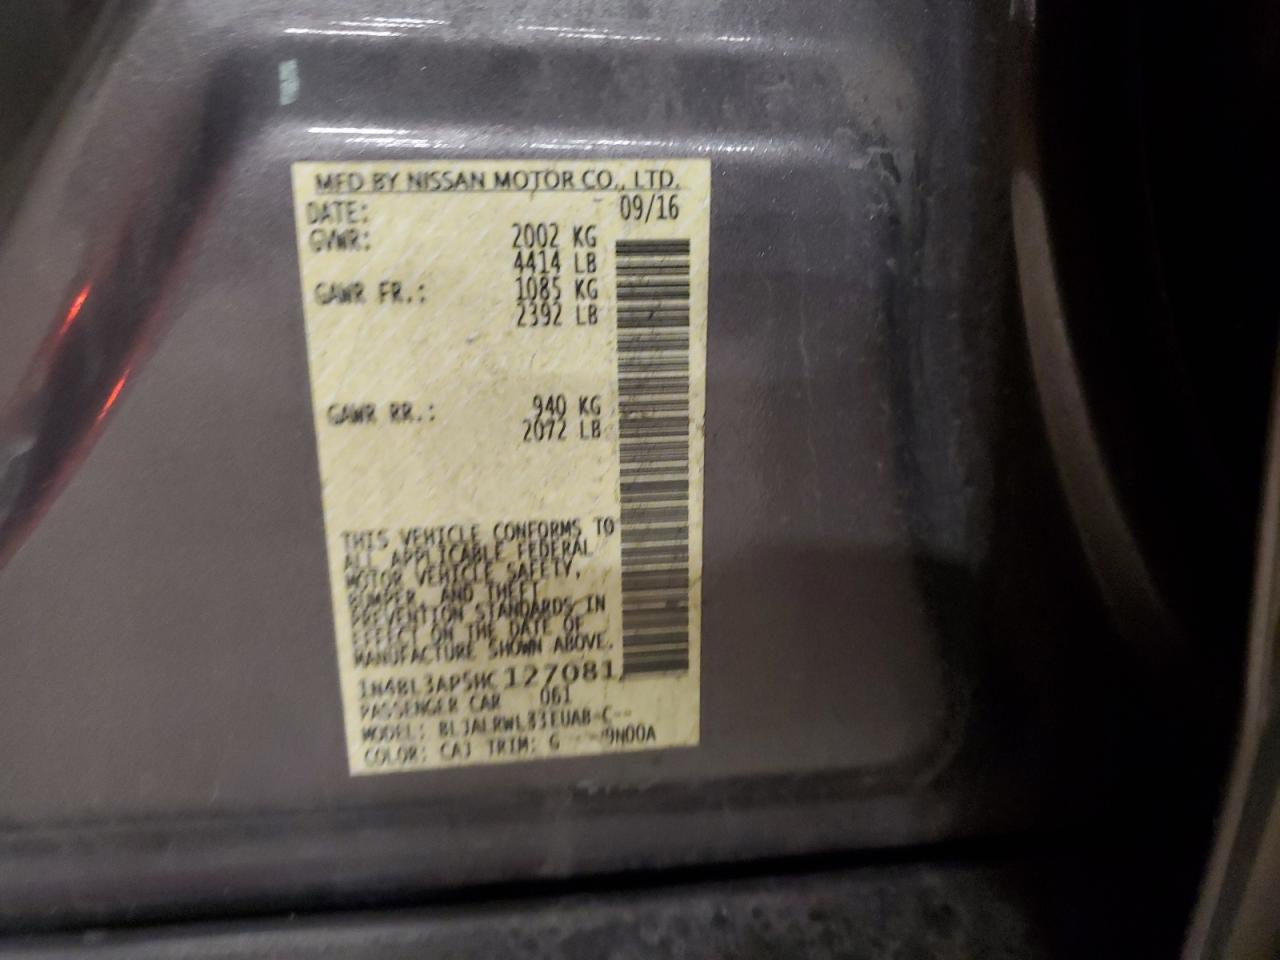 MFD BY NISSAN MOTOR CO., LTD.
DATE: 09/16
GVWR: 2002 KG
4414 LB
GAWR FR.: 1085 KG
2392 LB
GAWR RR.: 940 KG
2072 LB
THIS VEHICLE CONFORMS TO
ALL APPLICABLE FEDERAL
MOTOR VEHICLE SAFETY,
BUMPER, AND THEFT
PREVENTION STANDARDS IN
EFFECT ON THE DATE OF
MANUFACTURE SHOWN ABOVE.
1N4BL3AP5HC127081
PASSENGER CAR 061
MODEL: BLJALRWL33EUAB-C--
COLOR: CAJ TRIM: G